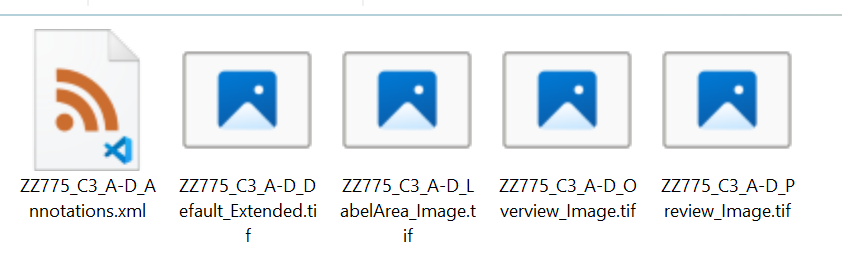 ZZ775_C3_A-D_A
nnotations.xml
ZZ775_C3_A-D_D
efault_Extended.ti
f
ZZ775_C3_A-D_L
abelArea_Image.t
if
ZZ775_C3_A-D_O
verview_Image.tif
ZZ775_C3_A-D_P
review_Image.tif